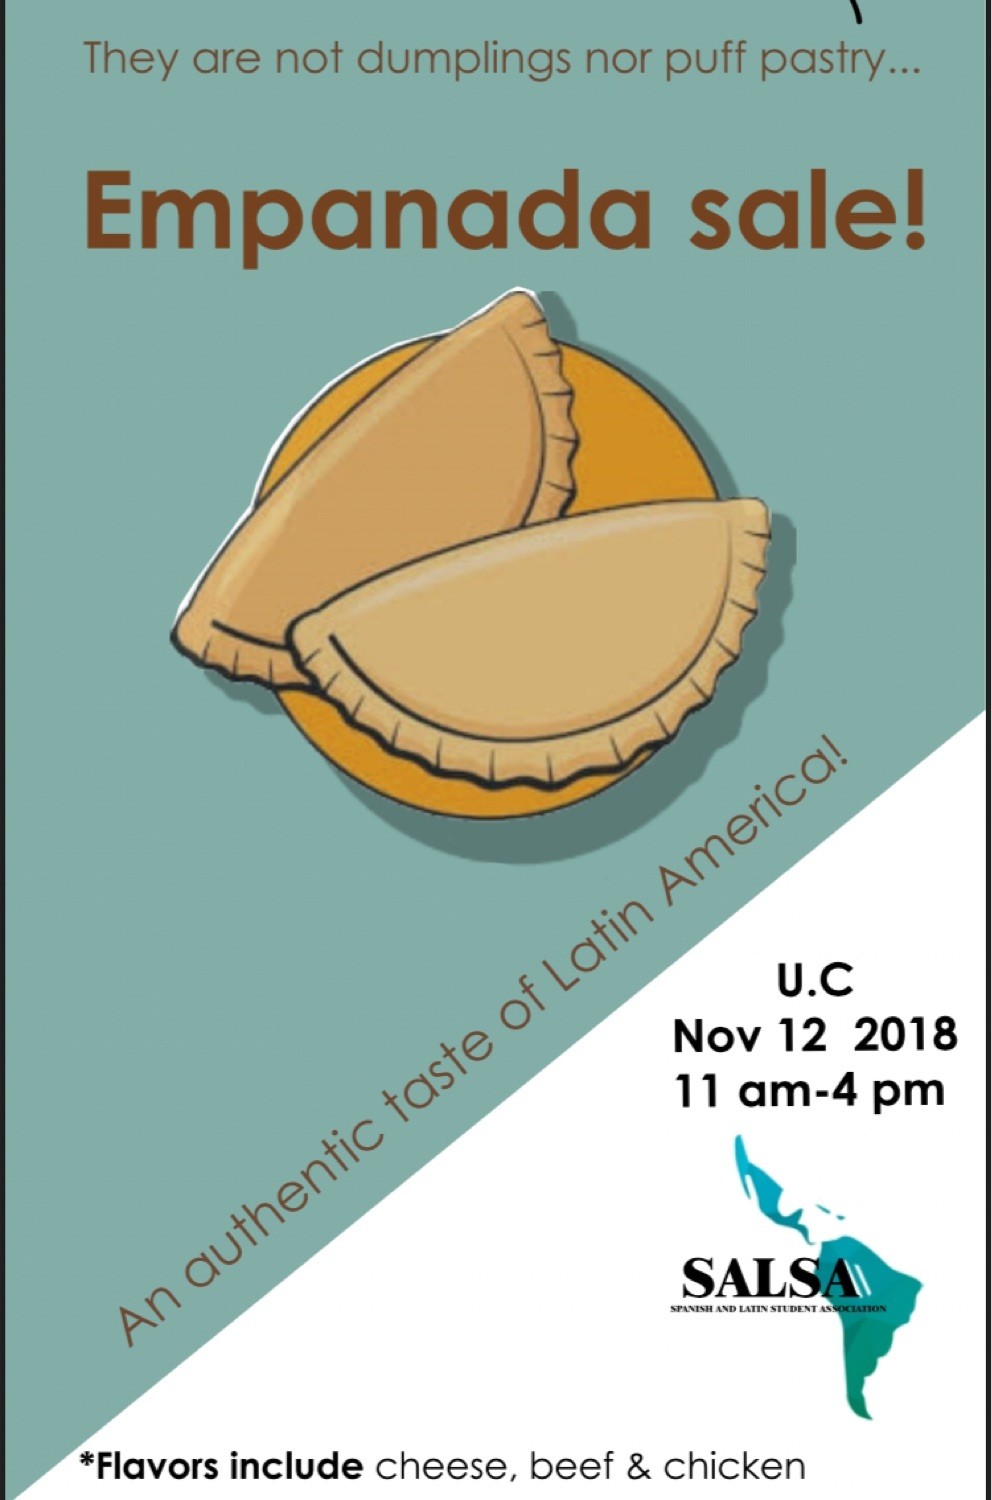 They are not dumplings nor puff pastry...
Empanada sale!
An authentic taste of Latin America!
U.C
Nov 12 2018
11 am-4 pm
SALSA
SPANISH AND LATIN STUDENT ASSOCIATION
*Flavors include cheese, beef & chicken